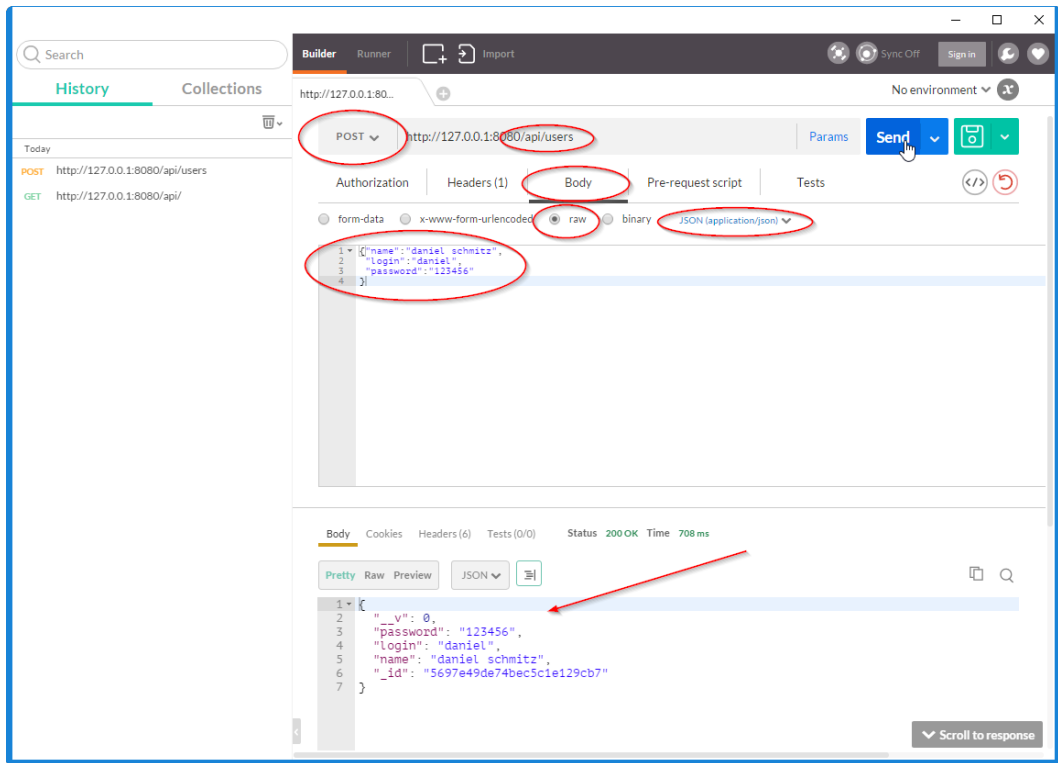 Search
History Collections
Today
POST http://127.0.0.1:8080/api/users
GET http://127.0.0.1:8080/api/
Builder Runner Import Sync Off Sign in
http://127.0.0.1:80... No environment
POST http://127.0.0.1:8080/api/users Params Send
Authorization Headers (1) Body Pre-request script Tests
form-data x-www-form-urlencoded raw binary JSON (application/json)
1 {"name":"daniel schmitz",
2 "login":"daniel",
3 "password":"123456"
4 }
Body Cookies Headers (6) Tests (0/0) Status 200 OK Time 708 ms
Pretty Raw Preview JSON
1 {
2 "__v": 0,
3 "password": "123456",
4 "login": "daniel",
5 "name": "daniel schmitz",
6 "_id": "5697e49de74bec5c1e129cb7"
7 }
Scroll to response